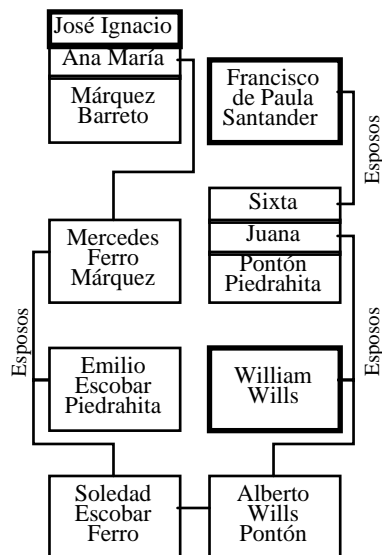 José Ignacio
Ana María
Márquez
Barreto
Francisco
de Paula
Santander
Esposos
Sixta
Juana
Pontón
Piedrahita
Mercedes
Ferro
Márquez
Esposos
Esposos
Emilio
Escobar
Piedrahita
William
Wills
Soledad
Escobar
Ferro
Alberto
Wills
Pontón